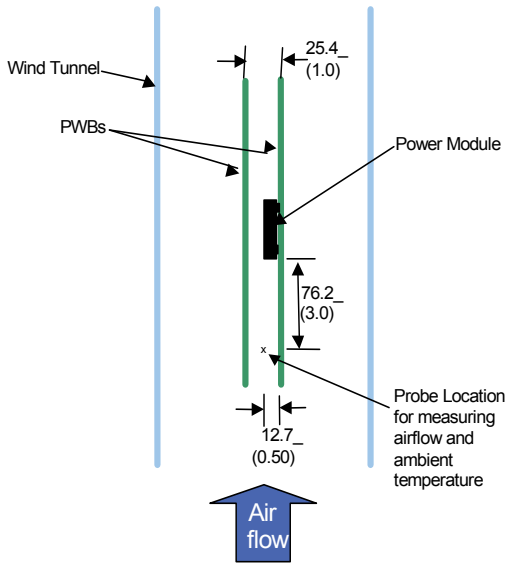 25.4_
(1.0)
Wind Tunnel
PWBs
Power Module
76.2_
(3.0)
x
Probe Location
for measuring
airflow and
ambient
temperature
12.7_
(0.50)
Air
flow